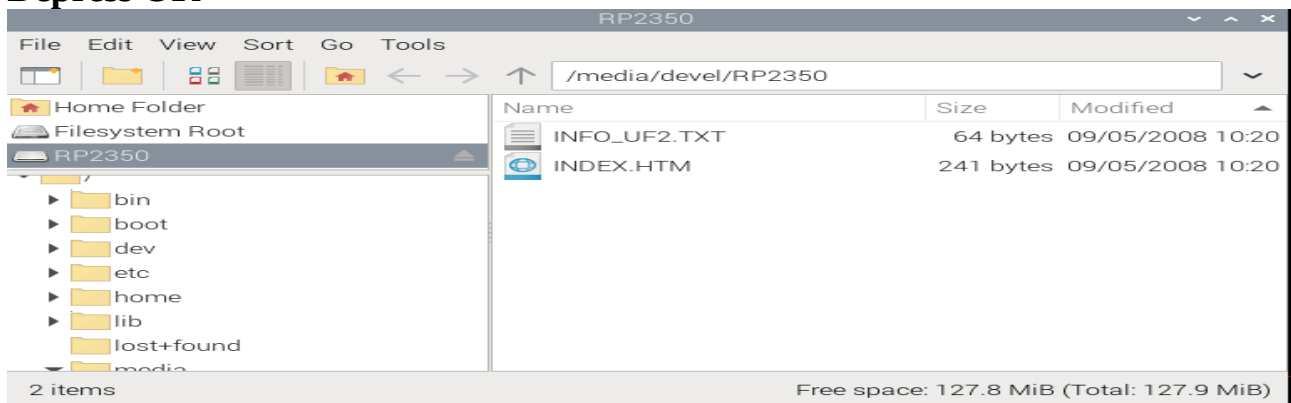 RP2350
File Edit View Sort Go Tools
/media/devel/RP2350
Home Folder
Filesystem Root
RP2350
/
bin
boot
dev
etc
home
lib
lost+found
media
Name Size Modified
INFO_UF2.TXT 64 bytes 09/05/2008 10:20
INDEX.HTM 241 bytes 09/05/2008 10:20
2 items Free space: 127.8 MiB (Total: 127.9 MiB)